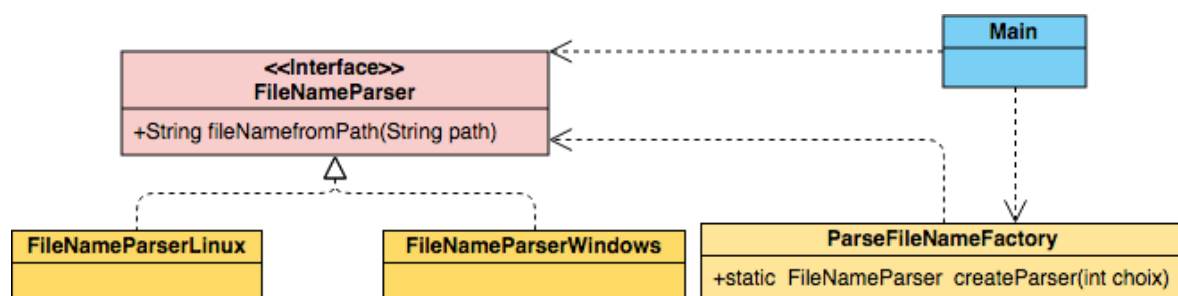 Main
<<Interface>>
FileNameParser
+String fileNamefromPath(String path)
FileNameParserLinux
FileNameParserWindows
ParseFileNameFactory
+static FileNameParser createParser(int choix)